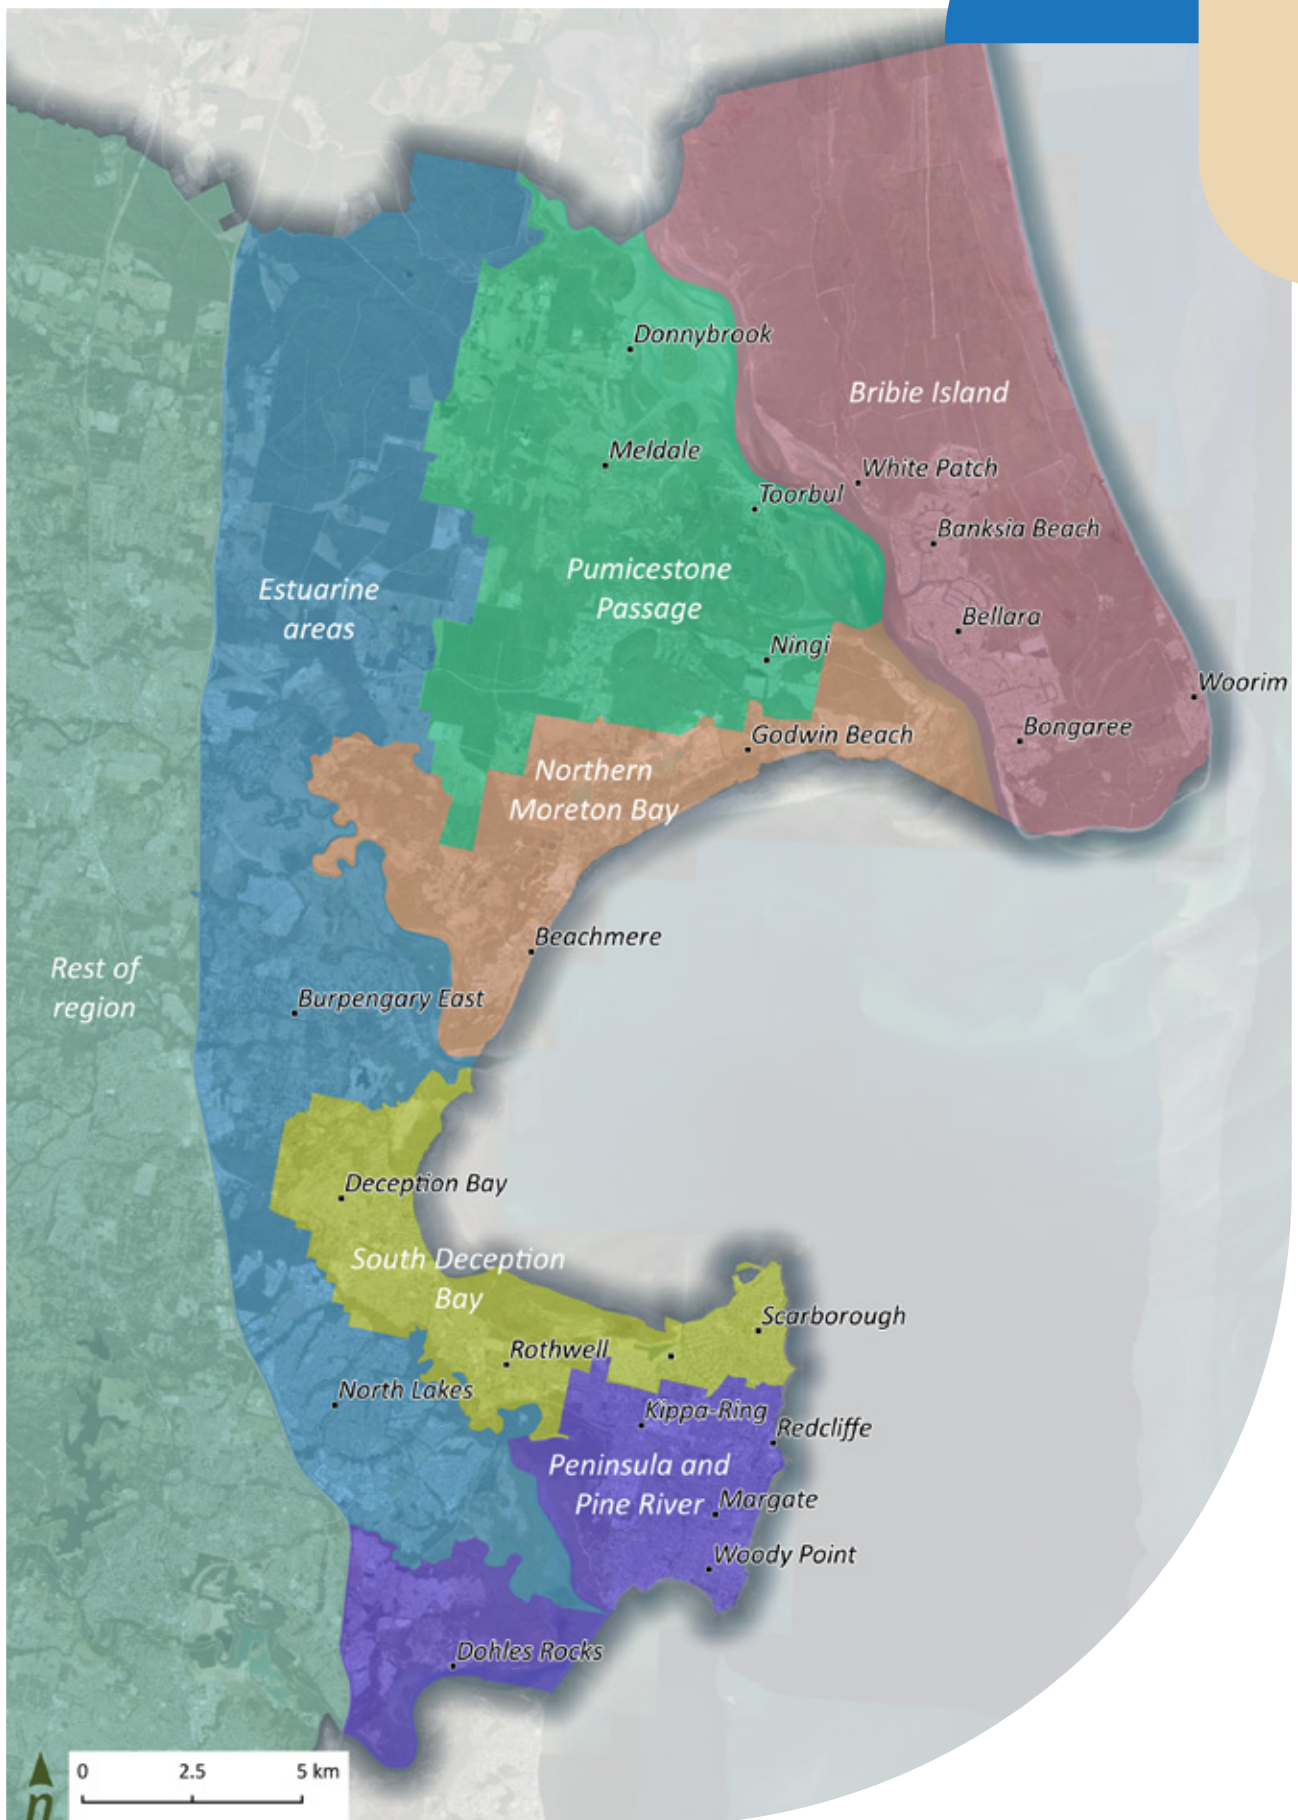 Donnybrook
Bribie Island
Meldale
White Patch
Toorbul
Banksia Beach
Pumicestone
Passage
Estuarine
areas
Bellara
Ningi
Woorim
Bongaree
Godwin Beach
Northern
Moreton Bay
Beachmere
Rest of
region
Burpengary East
Deception Bay
South Deception
Bay
Scarborough
Rothwell
North Lakes
Kippa-Ring
Redcliffe
Peninsula and
Pine River
Margate
Woody Point
Dohles Rocks
0 2.5 5 km
n